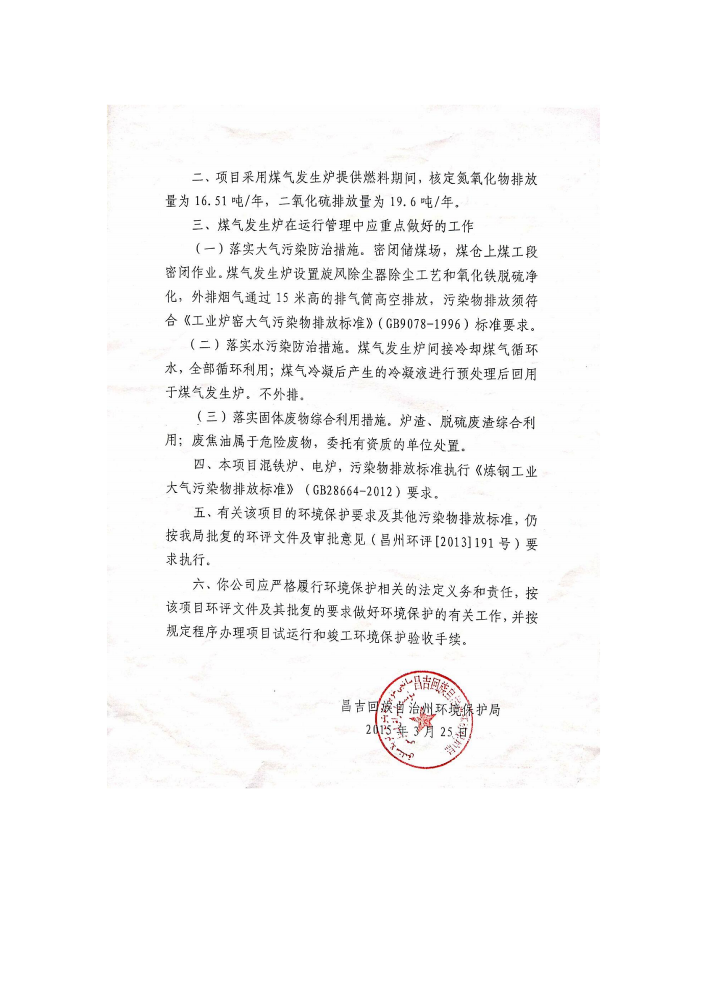 二、项目采用煤气发生炉提供燃料期间，核定氮氧化物排放
量为 16.51 吨/年，二氧化硫排放量为 19.6 吨/年。
三、煤气发生炉在运行管理中应重点做好的工作
（一）落实大气污染防治措施。密闭储煤场，煤仓上煤工段
密闭作业。煤气发生炉设置旋风除尘器除尘工艺和氧化铁脱硫净
化，外排烟气通过 15 米高的排气筒高空排放，污染物排放须符
合《工业炉窑大气污染物排放标准》（GB9078-1996）标准要求。
（二）落实水污染防治措施。煤气发生炉间接冷却煤气循环
水，全部循环利用；煤气冷凝后产生的冷凝液进行预处理后回用
于煤气发生炉。不外排。
（三）落实固体废物综合利用措施。炉渣、脱硫废渣综合利
用；废焦油属于危险废物，委托有资质的单位处置。
四、本项目混铁炉、电炉，污染物排放标准执行《炼钢工业
大气污染物排放标准》（GB28664-2012）要求。
五、有关该项目的环境保护要求及其他污染物排放标准，仍
按我局批复的环评文件及审批意见（昌州环评[2013]191 号）要
求执行。
六、你公司应严格履行环境保护相关的法定义务和责任，按
该项目环评文件及其批复的要求做好环境保护的有关工作，并按
规定程序办理项目试运行和竣工环境保护验收手续。
昌吉回族自治州环境保护局
2015 年 3 月 25 日
昌吉回族自治